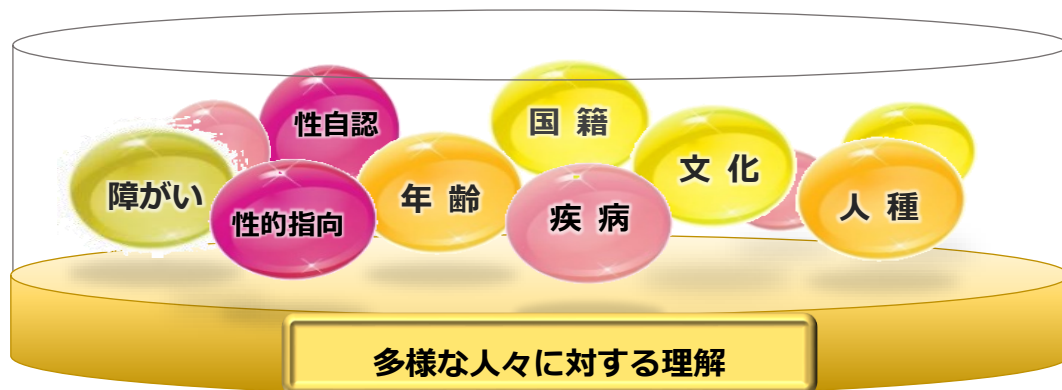 性自認
国籍
障がい
性的指向
年齢
疾病
文化
人種
多様な人々に対する理解